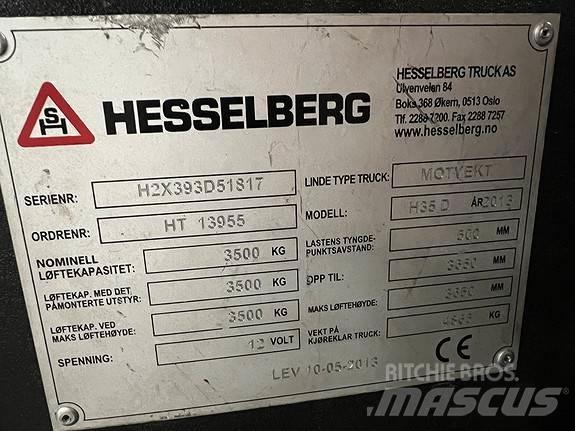 SH HESSELBERG
HESSELBERG TRUCK AS
Ulvenveien 84
Boks 368 Økern, 0513 Oslo
Tlf. 2288 7200. Fax 2288 7257
www.hesselberg.no
SERIENR: H2X393D51817
LINDE TYPE TRUCK: MOTVEKT
ORDRENR: HT 13955
MODELL: H35 D ÅR 2013
NOMINELL LØFTEKAPASITET: 3500 KG
LASTENS TYNGDE-PUNKTSAVSTAND: 500 MM
LØFTEKAP. MED DET PÅMONTERTE UTSTYR: 3500 KG
OPP TIL: 3350 MM
LØFTEKAP. VED MAKS LØFTEHØYDE: 3500 KG
MAKS LØFTEHØYDE: 3350 MM
SPENNING: 12 VOLT
VEKT PÅ KJØREKLAR TRUCK: KG
LEV 10-05-2013
CE
RITCHIE BROS.
MASCUS